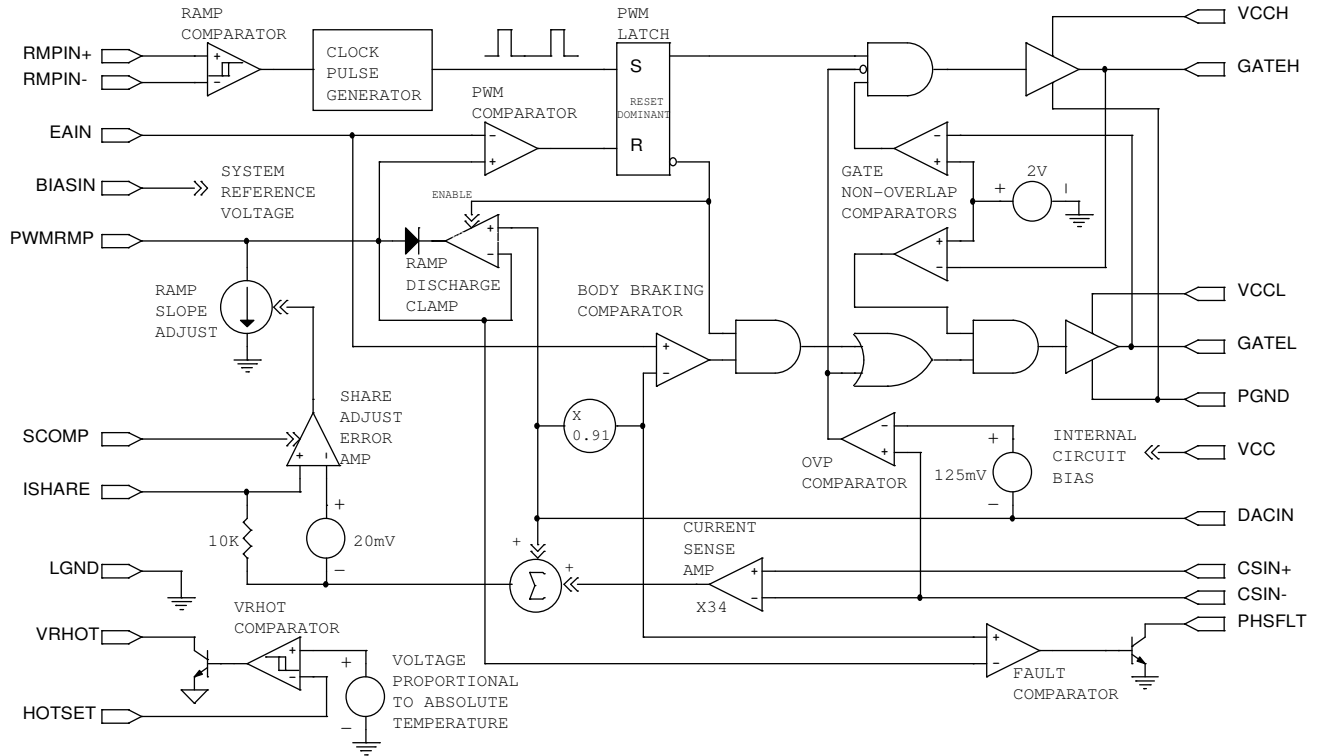 RAMP
COMPARATOR
PWM
LATCH
VCCH
RMPIN+
+
CLOCK
PULSE
GENERATOR
S
GATEH
RMPIN-
−
PWM
COMPARATOR
RESET
DOMINANT
PGND
EAIN
−
+
R
−
+
GATE
NON-OVERLAP
COMPARATORS
2V
+
−
BIASIN
SYSTEM
REFERENCE
VOLTAGE
ENABLE
PWMRMP
+
−
+
−
RAMP
DISCHARGE
CLAMP
RAMP
SLOPE
ADJUST
BODY BRAKING
COMPARATOR
VCCL
+
−
GATEL
SHARE
ADJUST
ERROR
AMP
X
0.91
SCOMP
+
−
−
+
OVP
COMPARATOR
+
125mV
−
INTERNAL
CIRCUIT
BIAS
VCC
ISHARE
10K
+
20mV
−
DACIN
CURRENT
SENSE
AMP
X34
+
−
+
+
Σ
LGND
CSIN+
CSIN-
VRHOT
COMPARATOR
PHSFLT
VRHOT
+
−
+
−
VOLTAGE
PROPORTIONAL
TO ABSOLUTE
TEMPERATURE
+
−
FAULT
COMPARATOR
HOTSET